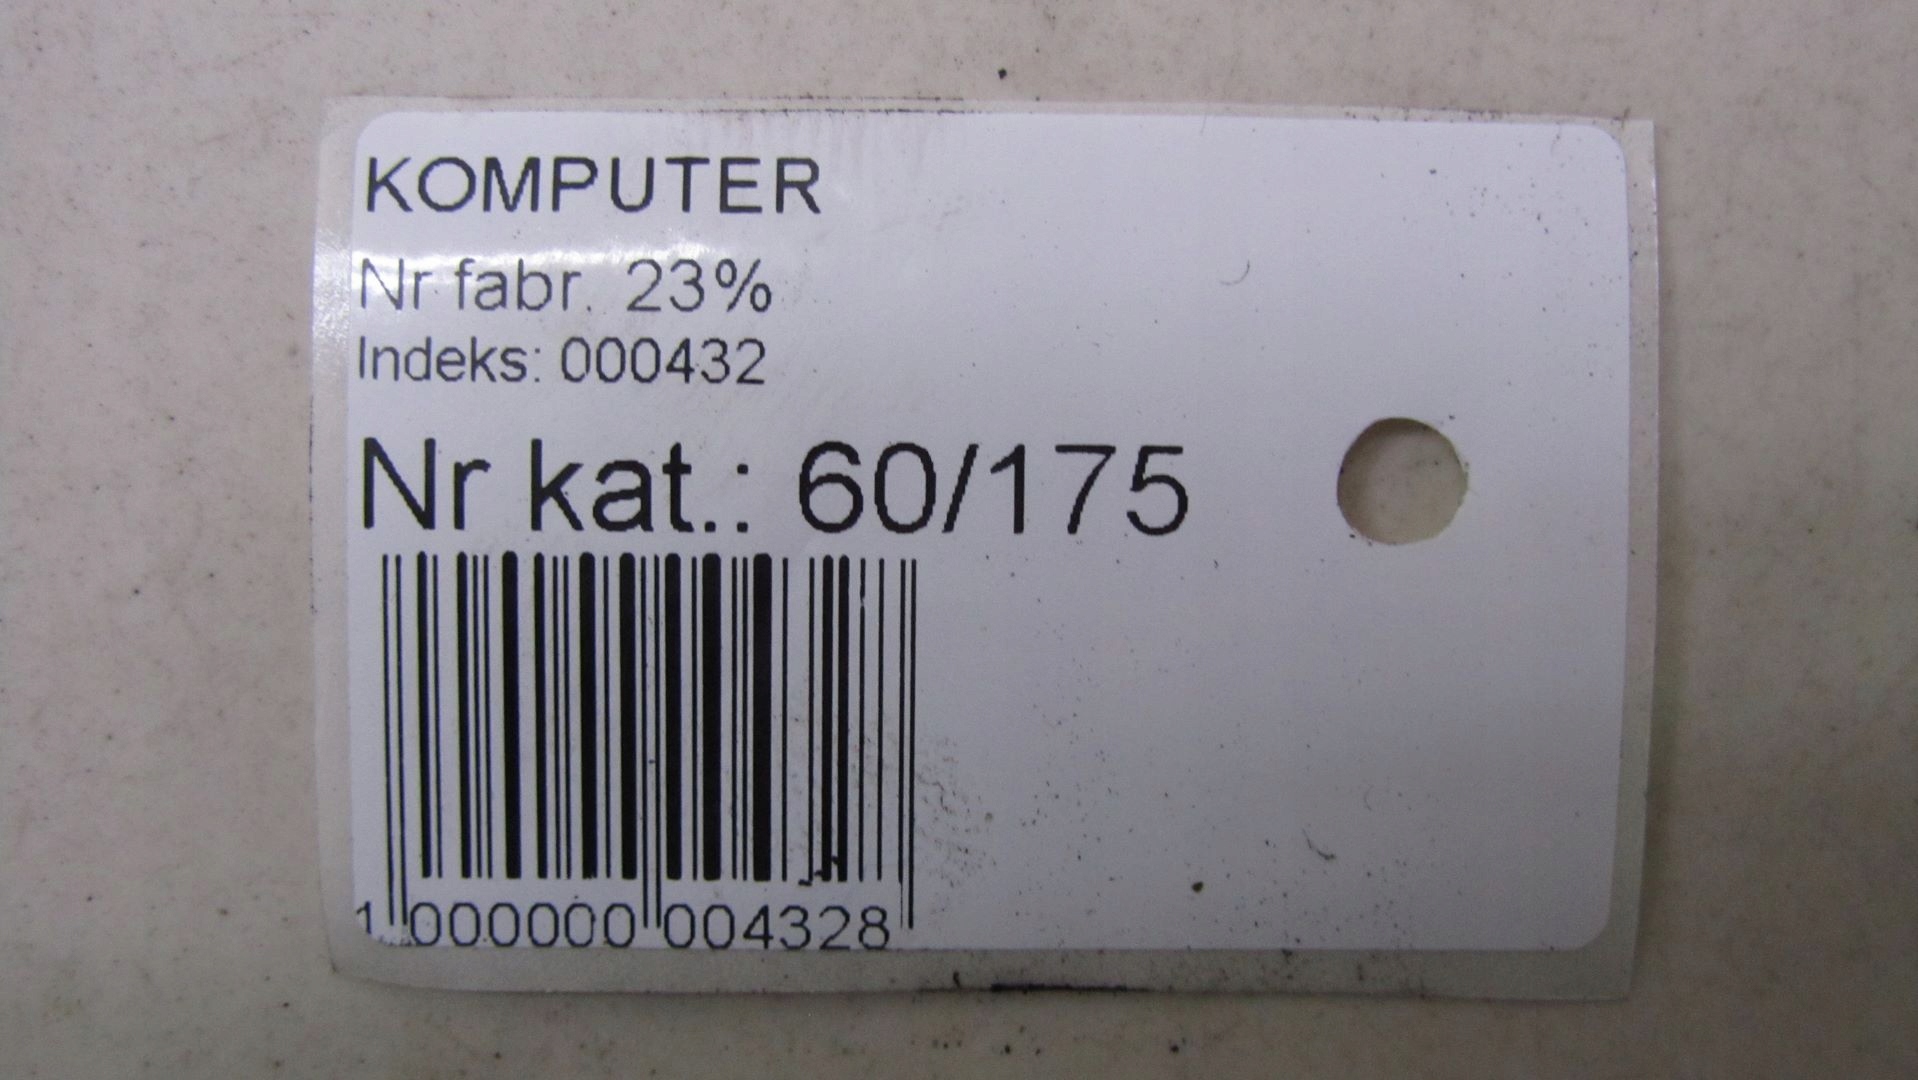 KOMPUTER
Nr fabr. 23%
Indeks: 000432
Nr kat.: 60/175
1 000000 004328